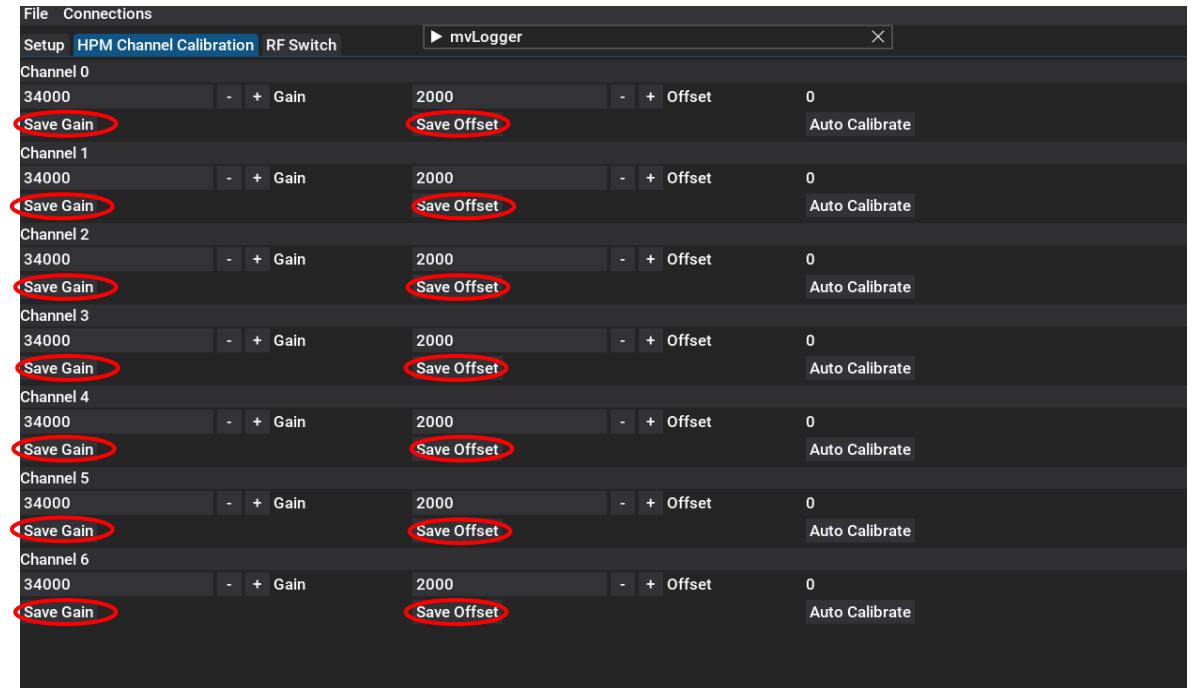 File Connections
Setup HPM Channel Calibration RF Switch mvLogger
Channel 0
34000 - + Gain 2000 - + Offset 0
Save Gain Save Offset Auto Calibrate
Channel 1
34000 - + Gain 2000 - + Offset 0
Save Gain Save Offset Auto Calibrate
Channel 2
34000 - + Gain 2000 - + Offset 0
Save Gain Save Offset Auto Calibrate
Channel 3
34000 - + Gain 2000 - + Offset 0
Save Gain Save Offset Auto Calibrate
Channel 4
34000 - + Gain 2000 - + Offset 0
Save Gain Save Offset Auto Calibrate
Channel 5
34000 - + Gain 2000 - + Offset 0
Save Gain Save Offset Auto Calibrate
Channel 6
34000 - + Gain 2000 - + Offset 0
Save Gain Save Offset Auto Calibrate